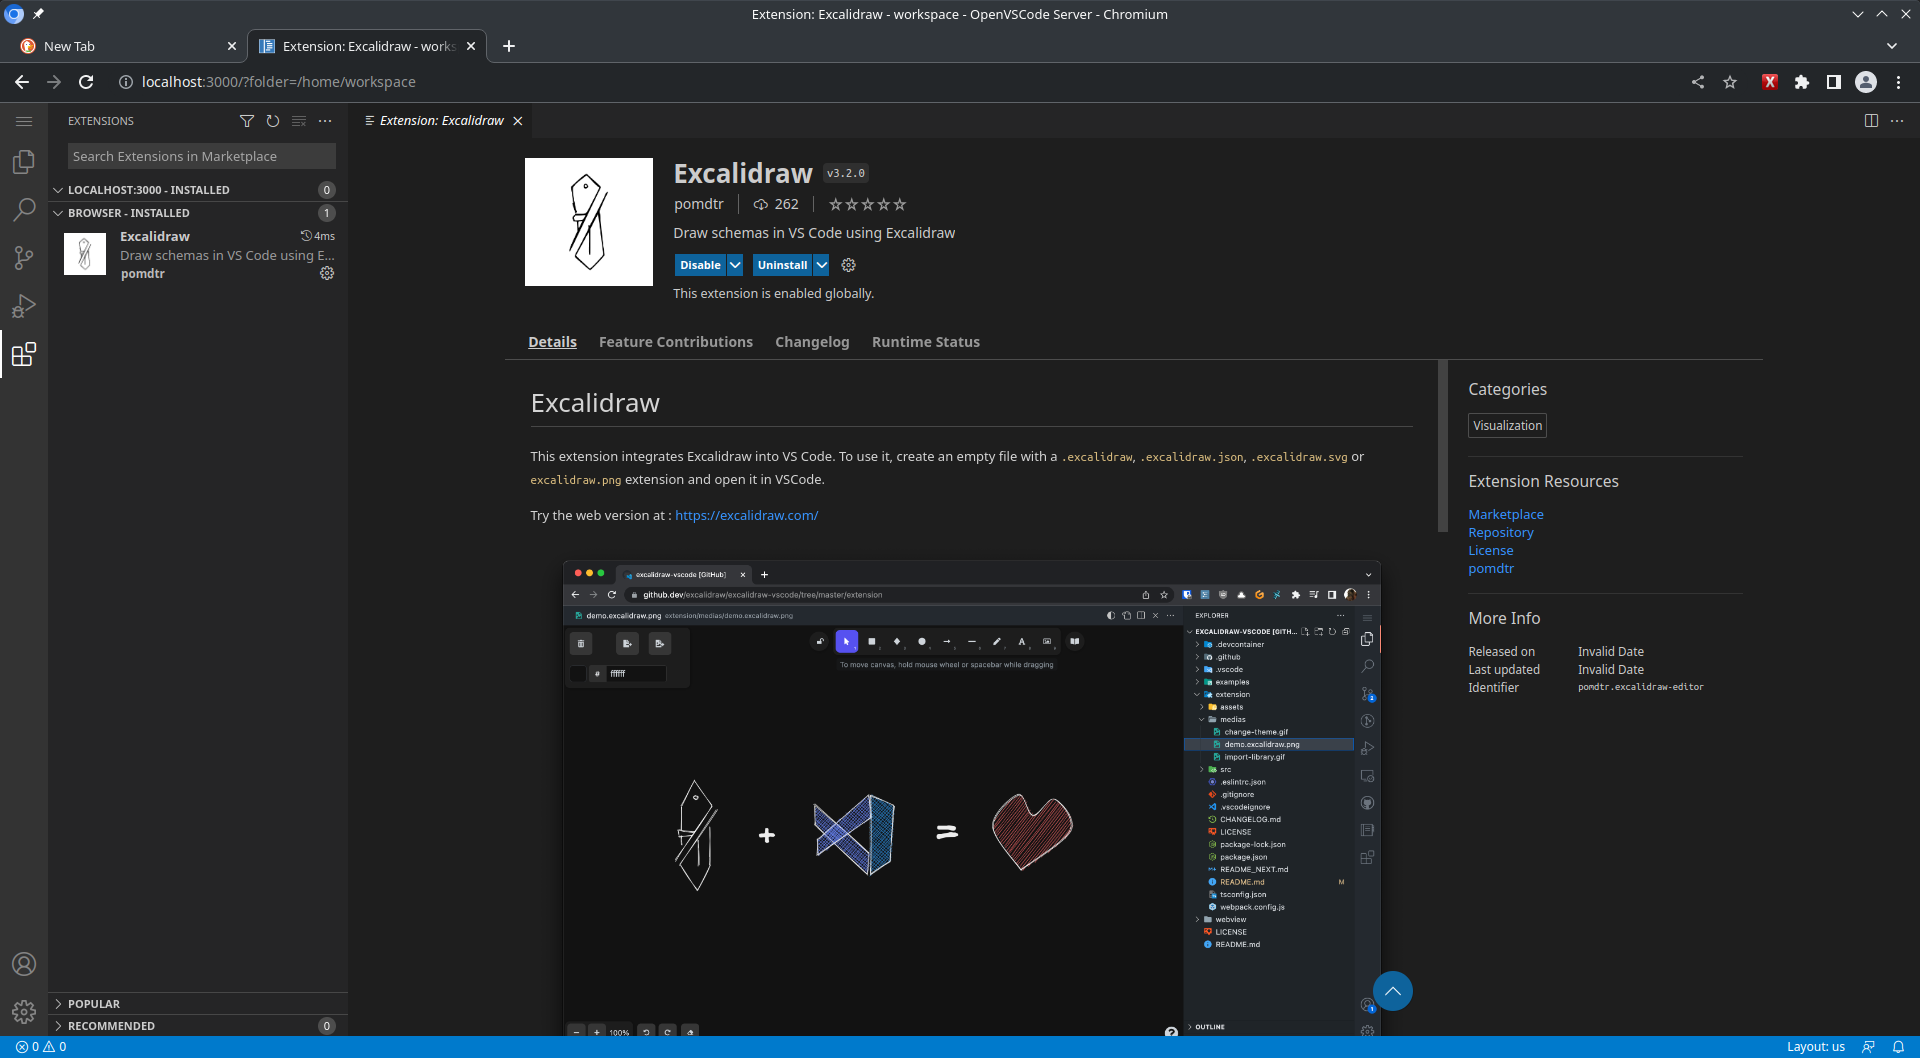 Extension: Excalidraw - workspace - OpenVSCode Server - Chromium
New Tab
Extension: Excalidraw - works
localhost:3000/?folder=/home/workspace
EXTENSIONS
Search Extensions in Marketplace
LOCALHOST:3000 - INSTALLED 0
BROWSER - INSTALLED 1
Excalidraw 4ms
Draw schemas in VS Code using E...
pomdtr
POPULAR
RECOMMENDED 0
Extension: Excalidraw
Excalidraw v3.2.0
pomdtr 262
Draw schemas in VS Code using Excalidraw
Disable Uninstall
This extension is enabled globally.
Details Feature Contributions Changelog Runtime Status
Excalidraw
This extension integrates Excalidraw into VS Code. To use it, create an empty file with a .excalidraw, .excalidraw.json, .excalidraw.svg or
excalidraw.png extension and open it in VSCode.
Try the web version at : https://excalidraw.com/
excalidraw-vscode [GitHub]
github.dev/excalidraw/excalidraw-vscode/tree/master/extension
demo.excalidraw.png extension/medias/demo.excalidraw.png
To move canvas, hold mouse wheel or spacebar while dragging
# ffffff
A
+ =
100%
?
EXPLORER
EXCALIDRAW-VSCODE [GITH...
.devcontainer
.github
.vscode
examples
extension
assets
medias
change-theme.gif
demo.excalidraw.png
import-library.gif
src
.eslintrc.json
.gitignore
.vscodeignore
CHANGELOG.md
LICENSE
package-lock.json
package.json
README_NEXT.md
README.md M
tsconfig.json
webpack.config.js
webview
LICENSE
README.md
OUTLINE
Categories
Visualization
Extension Resources
Marketplace
Repository
License
pomdtr
More Info
Released on Invalid Date
Last updated Invalid Date
Identifier pomdtr.excalidraw-editor
0 0
Layout: us